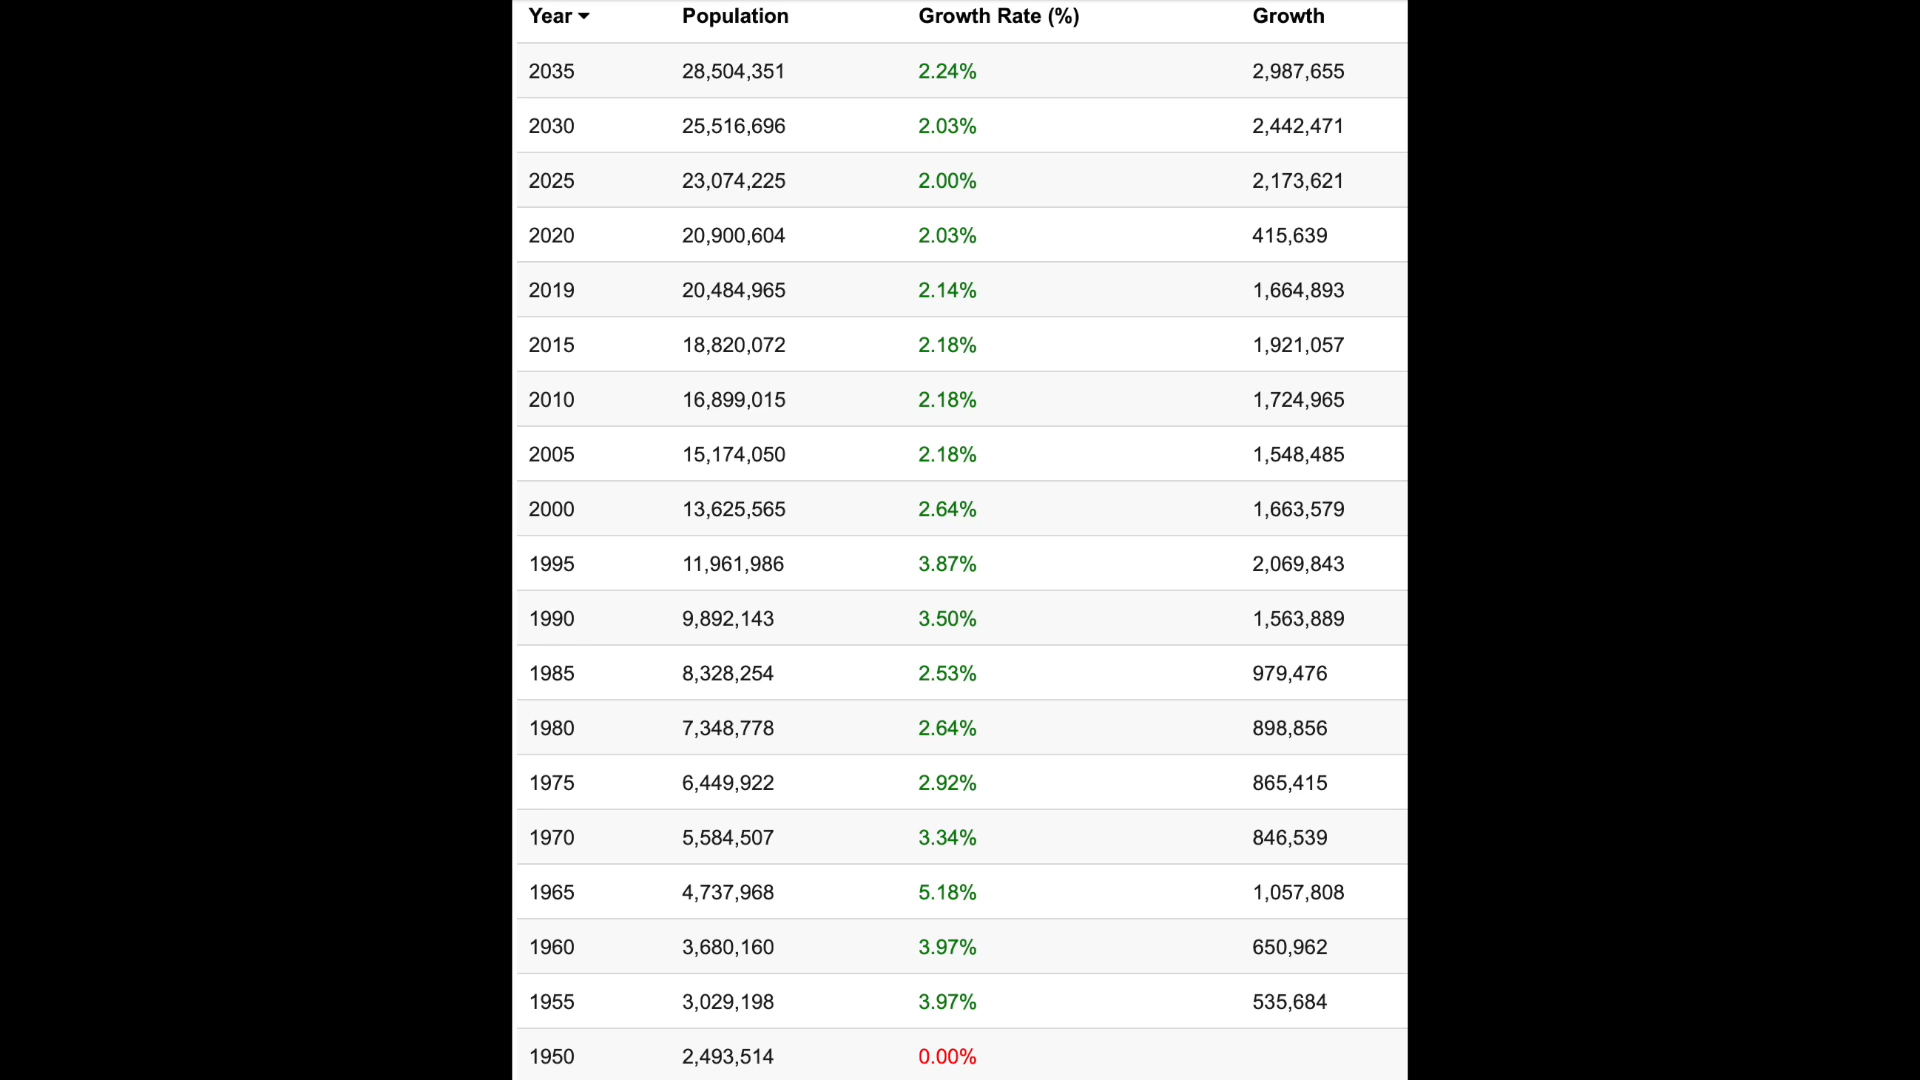 Year Population Growth Rate (%) Growth
2035 28,504,351 2.24% 2,987,655
2030 25,516,696 2.03% 2,442,471
2025 23,074,225 2.00% 2,173,621
2020 20,900,604 2.03% 415,639
2019 20,484,965 2.14% 1,664,893
2015 18,820,072 2.18% 1,921,057
2010 16,899,015 2.18% 1,724,965
2005 15,174,050 2.18% 1,548,485
2000 13,625,565 2.64% 1,663,579
1995 11,961,986 3.87% 2,069,843
1990 9,892,143 3.50% 1,563,889
1985 8,328,254 2.53% 979,476
1980 7,348,778 2.64% 898,856
1975 6,449,922 2.92% 865,415
1970 5,584,507 3.34% 846,539
1965 4,737,968 5.18% 1,057,808
1960 3,680,160 3.97% 650,962
1955 3,029,198 3.97% 535,684
1950 2,493,514 0.00%